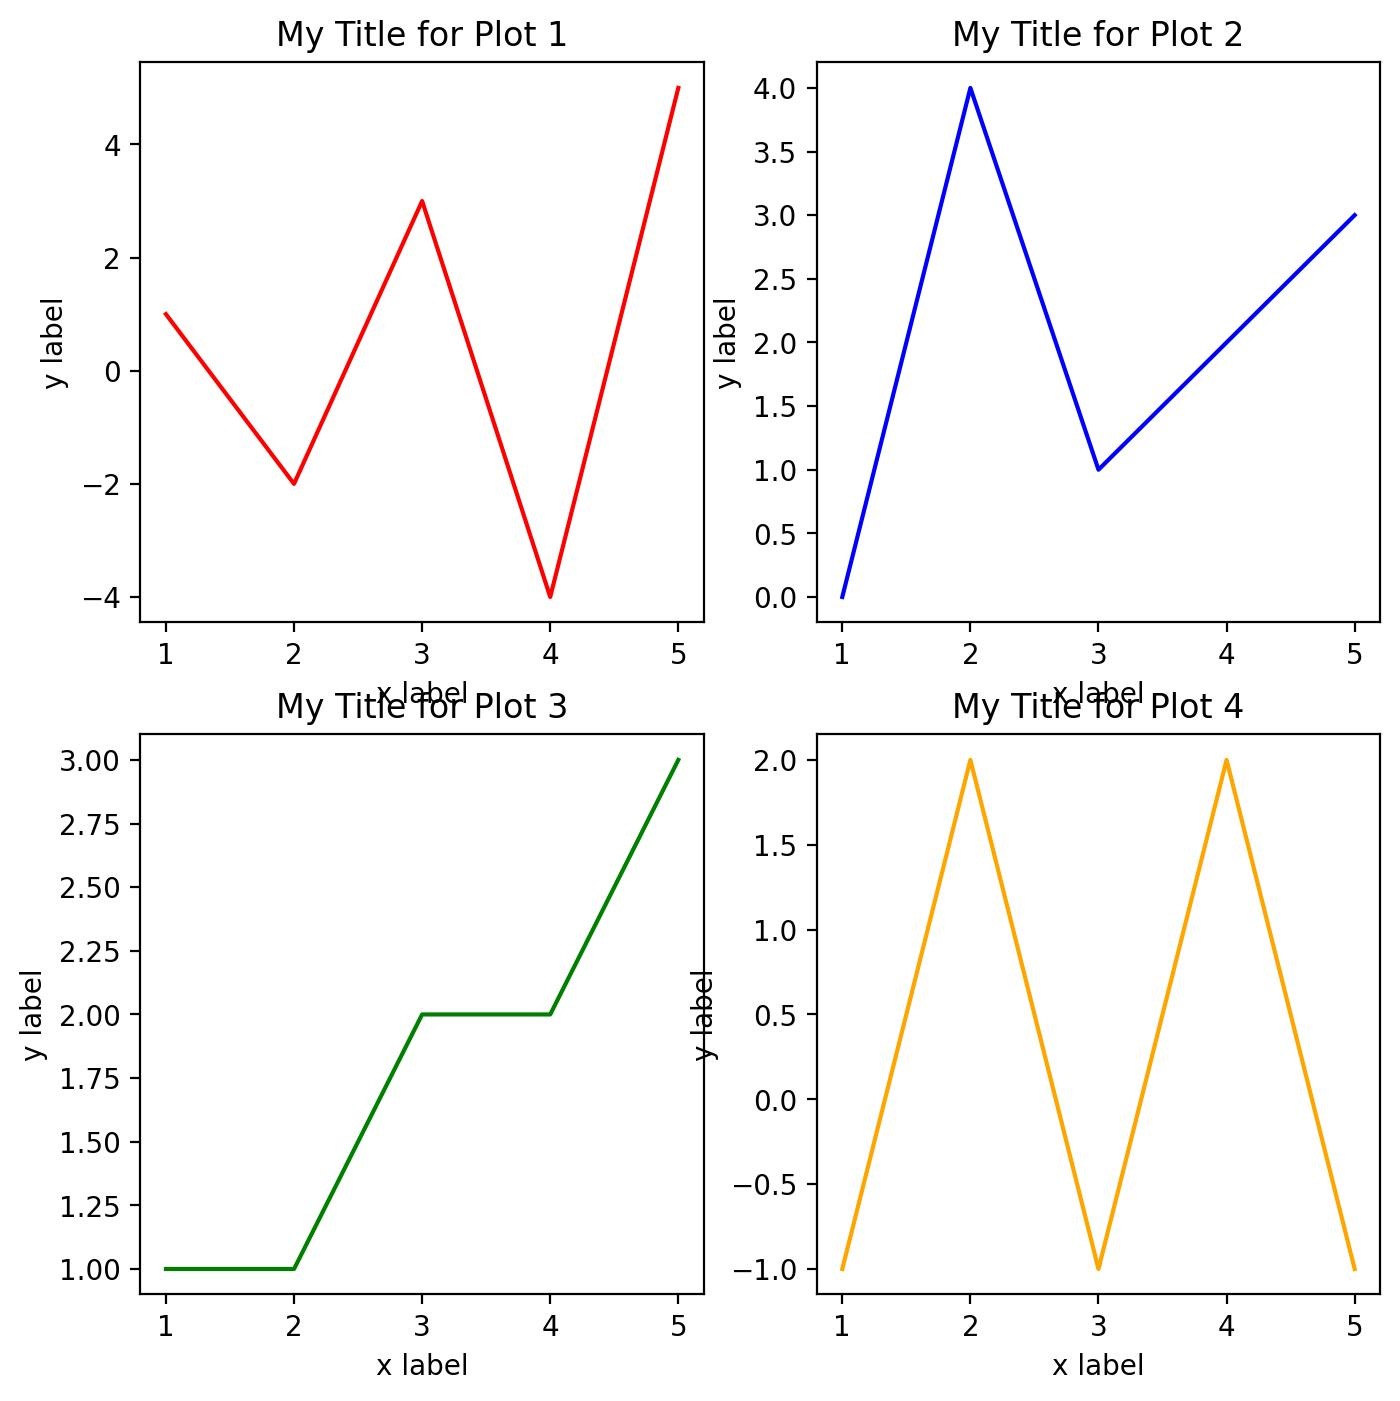 My Title for Plot 1
4
2
0
−2
−4
y label
1 2 3 4 5
x label
My Title for Plot 2
4.0
3.5
3.0
2.5
2.0
1.5
1.0
0.5
0.0
y label
1 2 3 4 5
x label
My Title for Plot 3
3.00
2.75
2.50
2.25
2.00
1.75
1.50
1.25
1.00
y label
1 2 3 4 5
x label
My Title for Plot 4
2.0
1.5
1.0
0.5
0.0
−0.5
−1.0
y label
1 2 3 4 5
x label